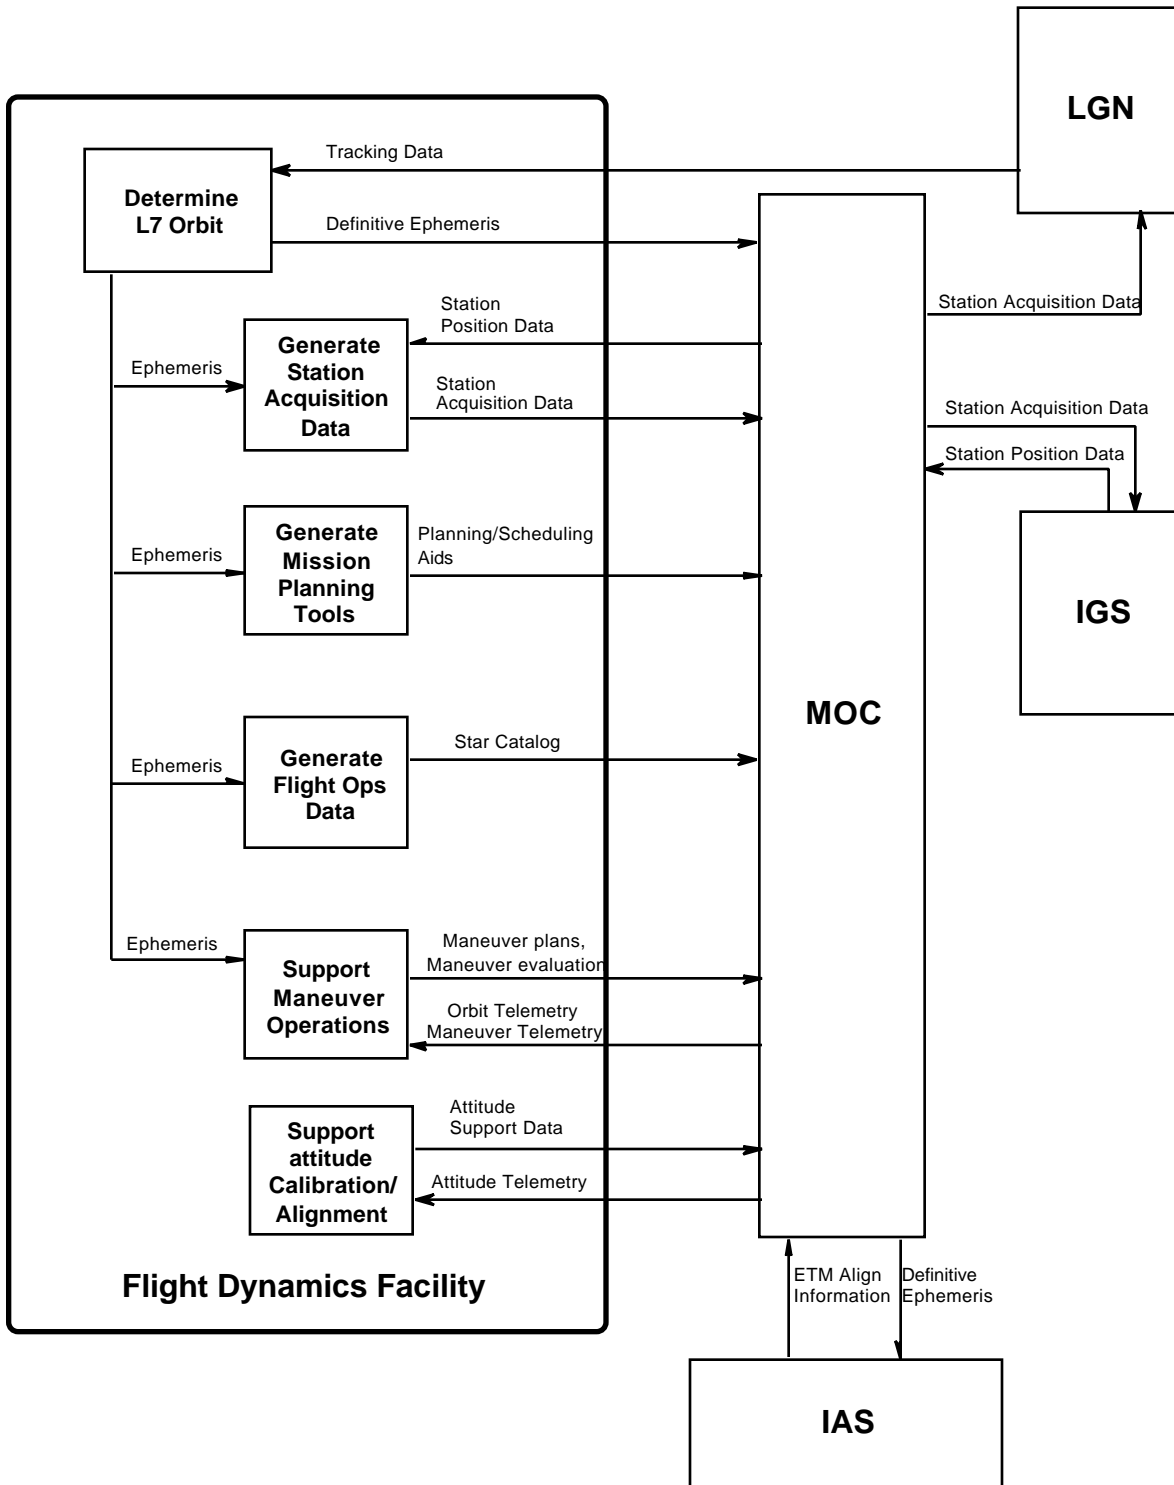 LGN
Tracking Data
Determine
L7 Orbit
Definitive Ephemeris
Station
Position Data
Station Acquisition Data
Generate
Station
Acquisition
Data
Ephemeris
Station
Acquisition Data
Station Acquisition Data
Station Position Data
Generate
Mission
Planning
Tools
Ephemeris
Planning/Scheduling
Aids
IGS
MOC
Generate
Flight Ops
Data
Ephemeris
Star Catalog
Ephemeris
Support
Maneuver
Operations
Maneuver plans,
Maneuver evaluation
Orbit Telemetry
Maneuver Telemetry
Support
attitude
Calibration/
Alignment
Attitude
Support Data
Attitude Telemetry
Flight Dynamics Facility
ETM Align
Information
Definitive
Ephemeris
IAS